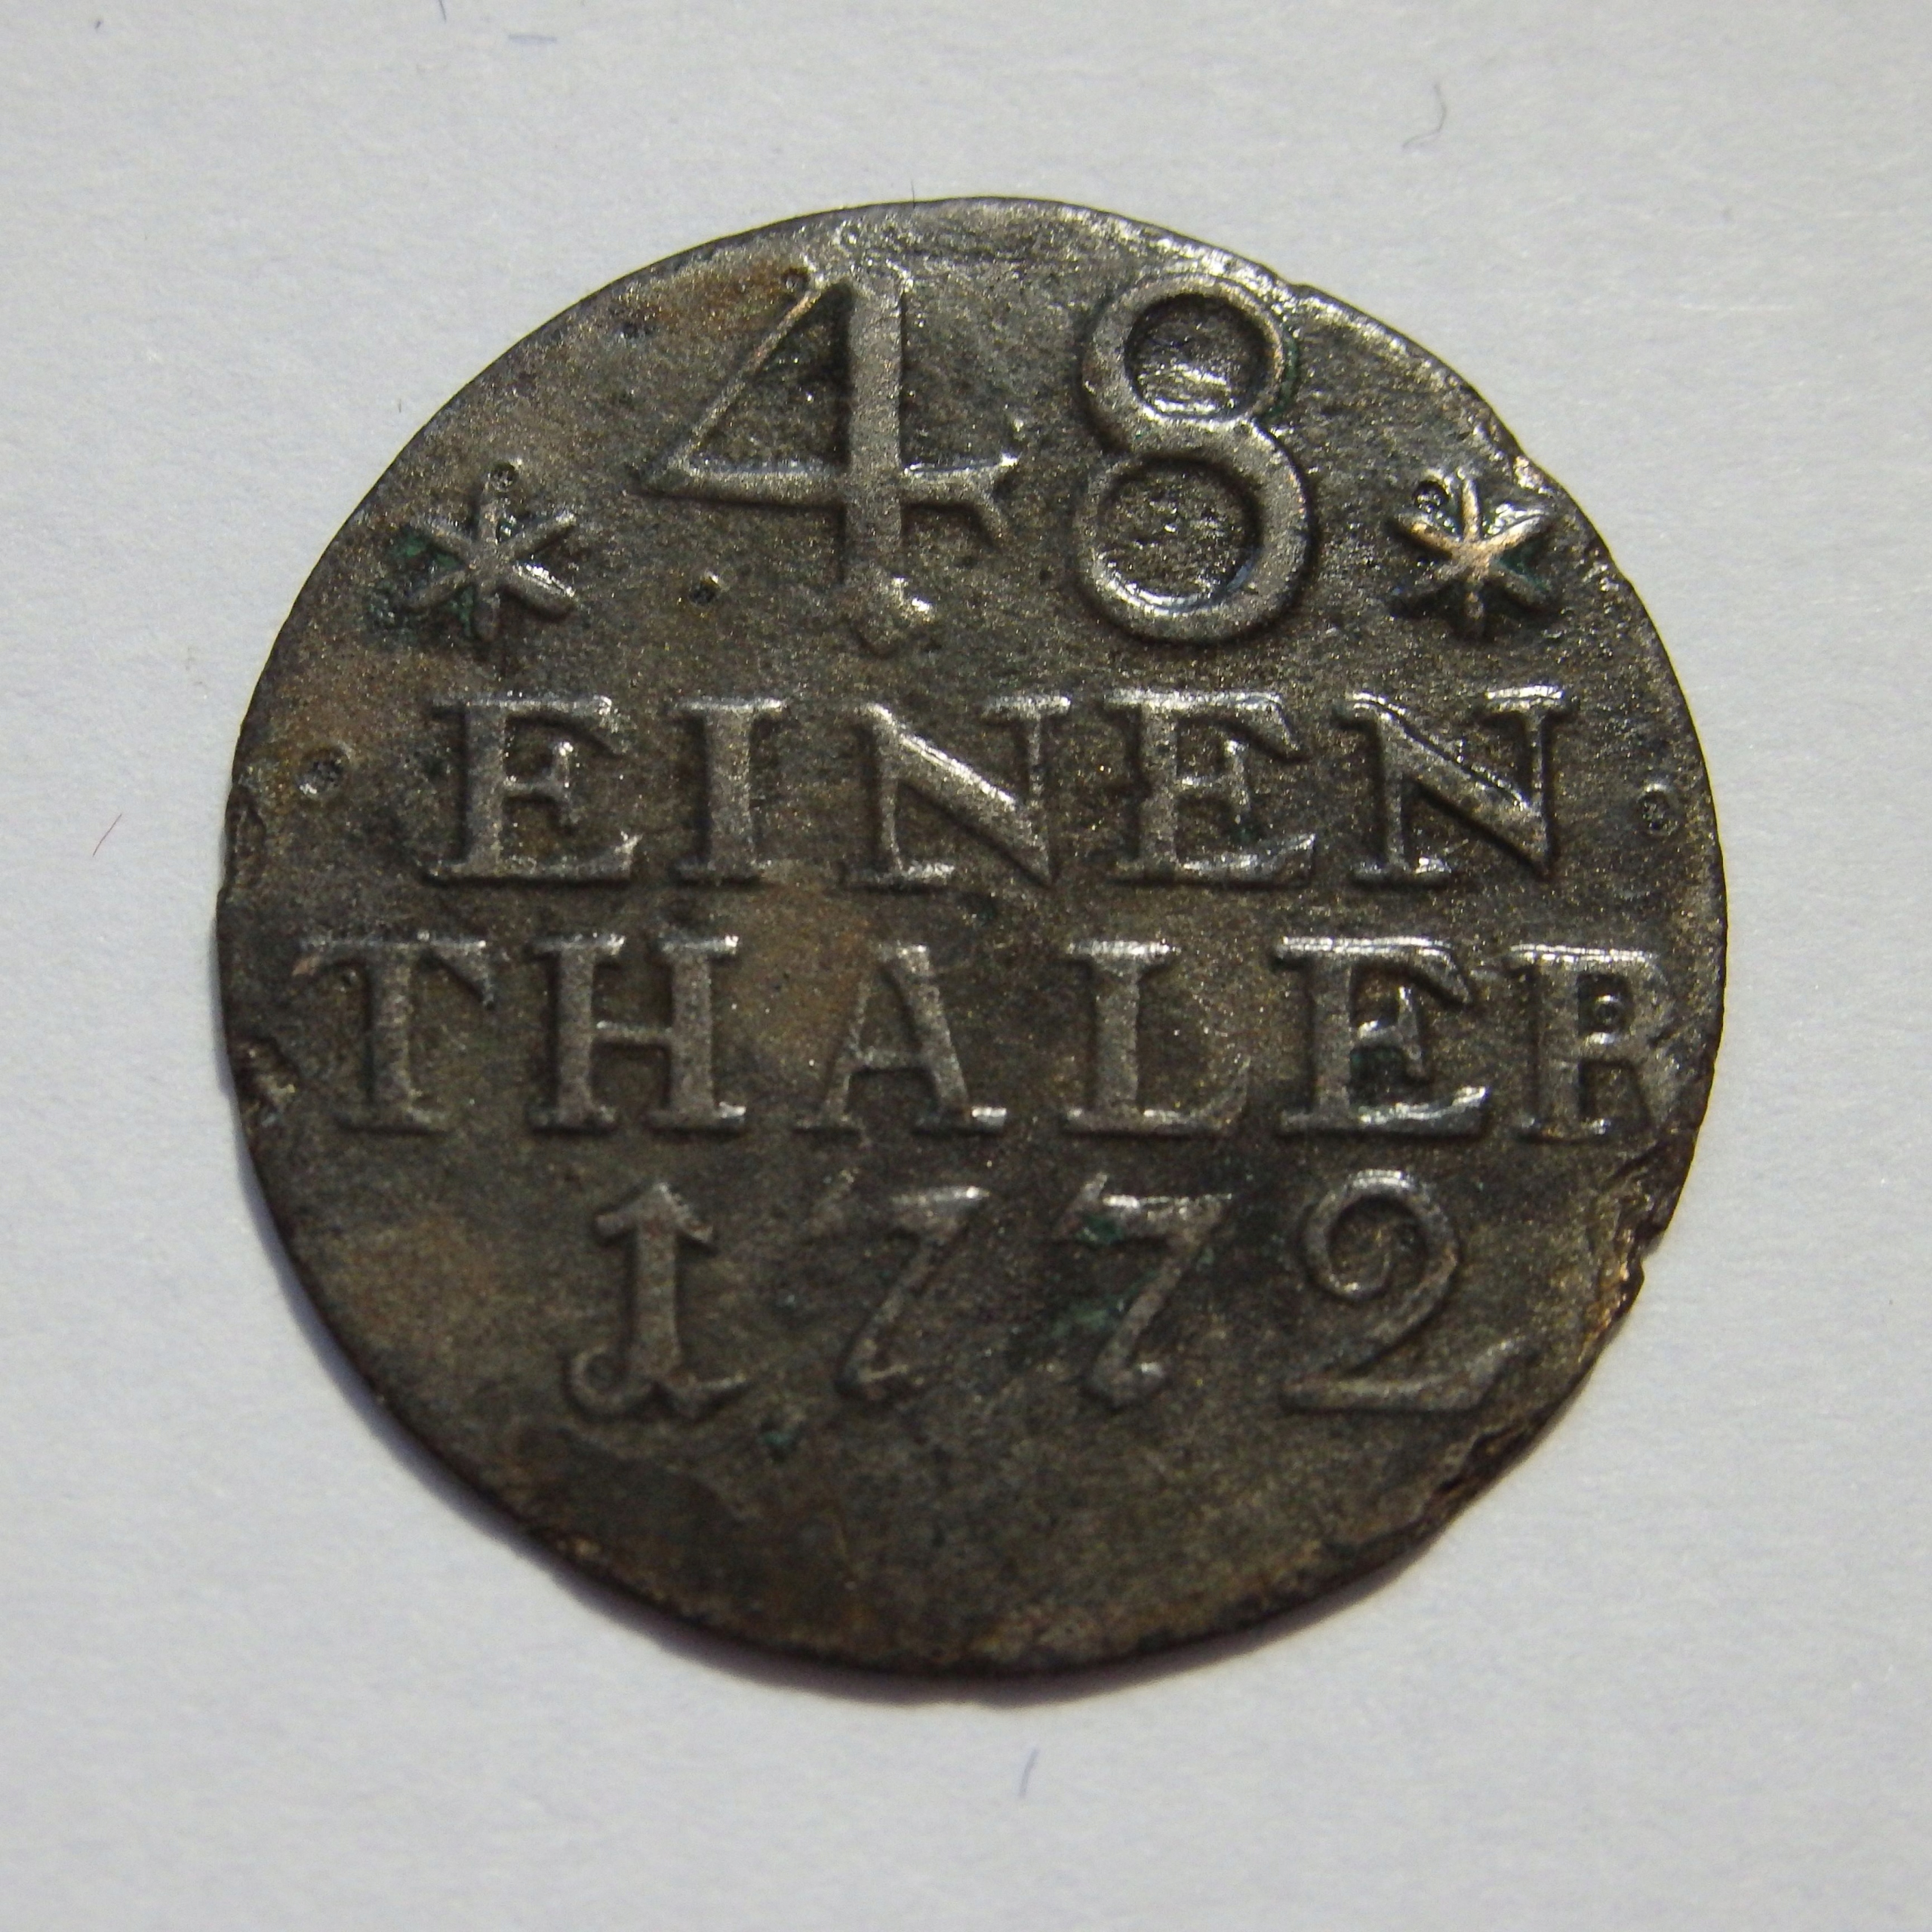 * 48 *
EINEN
THALER
1772